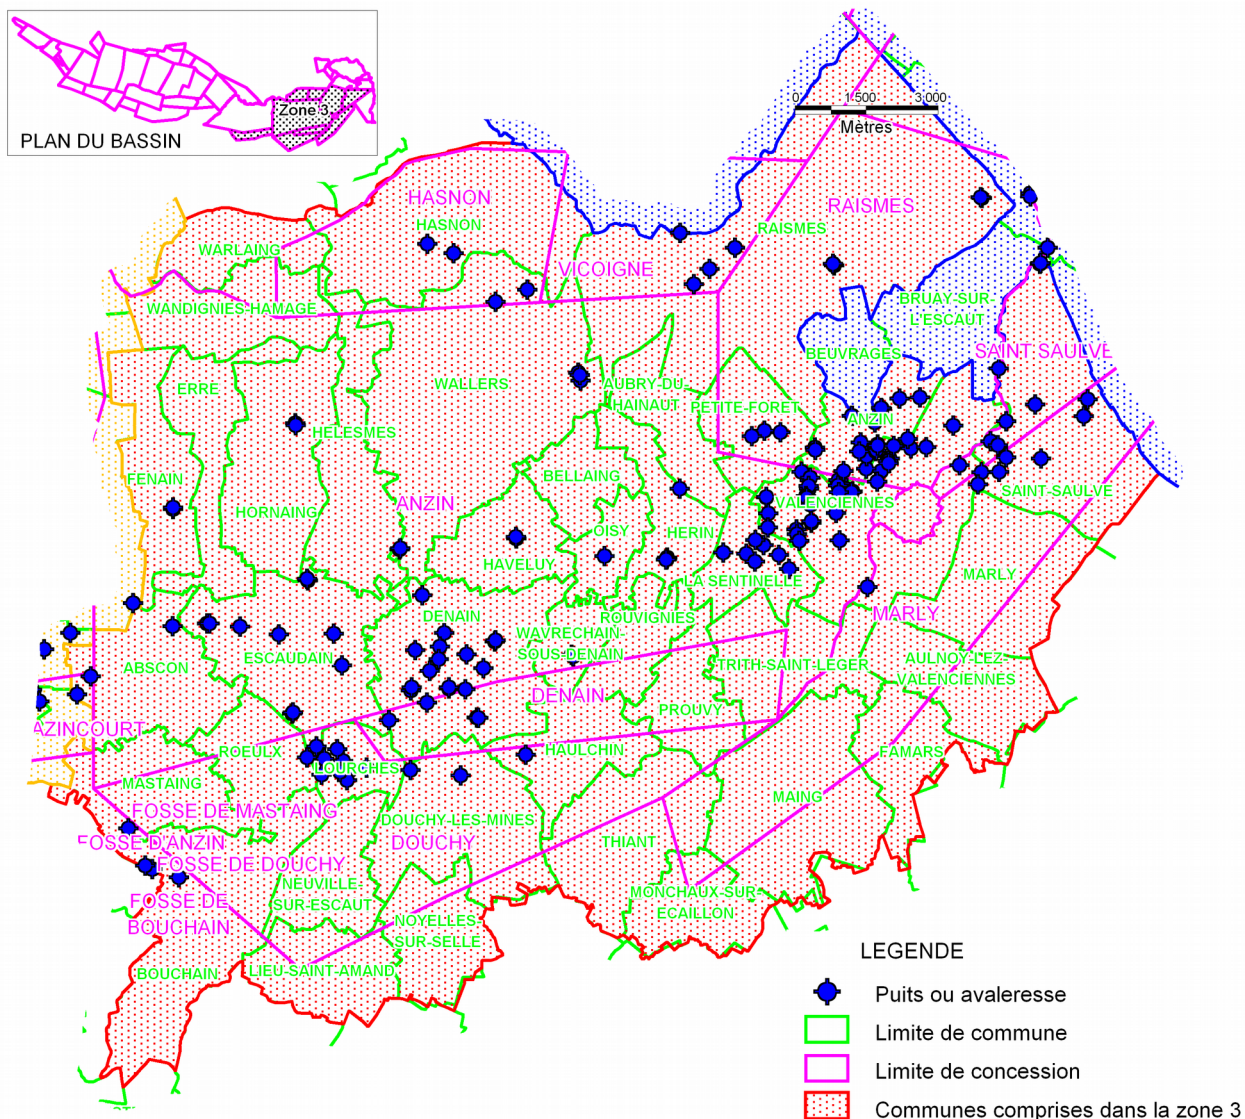 Zone 3
PLAN DU BASSIN
0 1 500 3 000
Mètres
HASNON
HASNON
RAISMES
RAISMES
WARLAING
VICOIGNE
WANDIGNIES-HAMAGE
BRUAY-SUR-
L'ESCAUT
BEUVRAGES
SAINT SAULVE
ERRE
WALLERS
AUBRY-DU-
HAINAUT
PETITE-FORET
ANZIN
HELESMES
FENAIN
BELLAING
HORNAING
ANZIN
VALENCIENNES
SAINT-SAULVE
OISY
HERIN
HAVELUY
LA SENTINELLE
MARLY
DENAIN
ROUVIGNIES
MARLY
WAVRECHAIN-
SOUS-DENAIN
ABSCON
ESCAUDAIN
TRITH-SAINT-LEGER
AULNOY-LEZ-
VALENCIENNES
DENAIN
PROUVY
AZINCOURT
ROEULX
HAULCHIN
FAMARS
LOURCHES
MASTAING
MAING
FOSSE DE MASTAING
DOUCHY-LES-MINES
FOSSE D'ANZIN
DOUCHY
THIANT
FOSSE DE DOUCHY
NEUVILLE-
SUR-ESCAUT
MONCHAUX-SUR-
ECAILLON
FOSSE DE
BOUCHAIN
NOYELLES-
SUR-SELLE
BOUCHAIN
LIEU-SAINT-AMAND
LEGENDE
Puits ou avaleresse
Limite de commune
Limite de concession
Communes comprises dans la zone 3